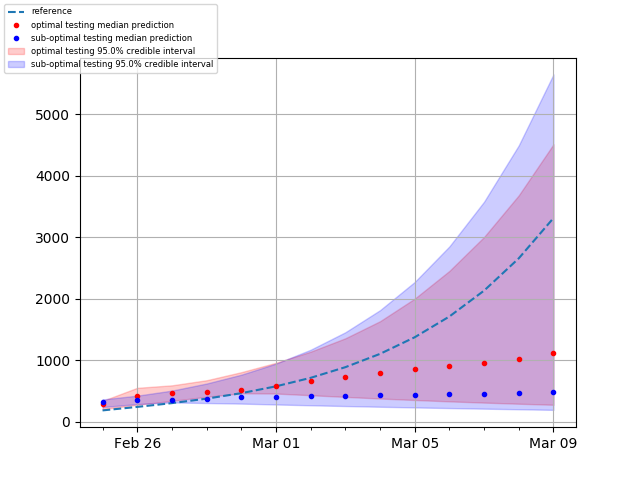 reference
optimal testing median prediction
sub-optimal testing median prediction
optimal testing 95.0% credible interval
sub-optimal testing 95.0% credible interval
5000
4000
3000
2000
1000
0
Feb 26
Mar 01
Mar 05
Mar 09